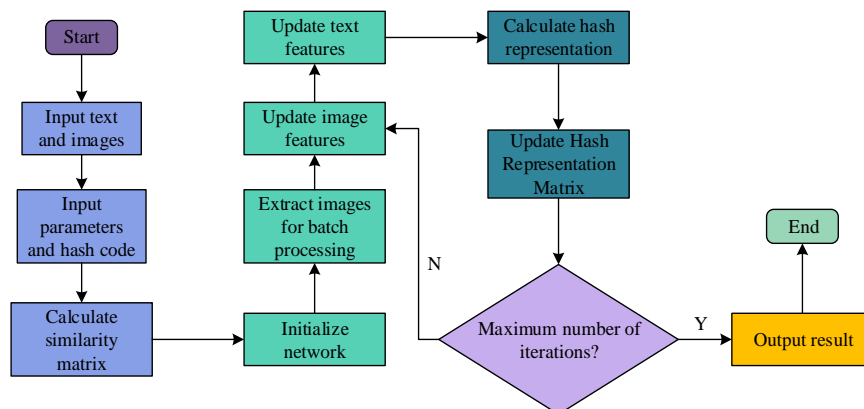 Start
Input text
and images
Input
parameters
and hash code
Calculate
similarity
matrix
Initialize
network
Extract images
for batch
processing
Update image
features
Update text
features
Calculate hash
representation
Update Hash
Representation
Matrix
Maximum number of
iterations?
N
Y
Output result
End